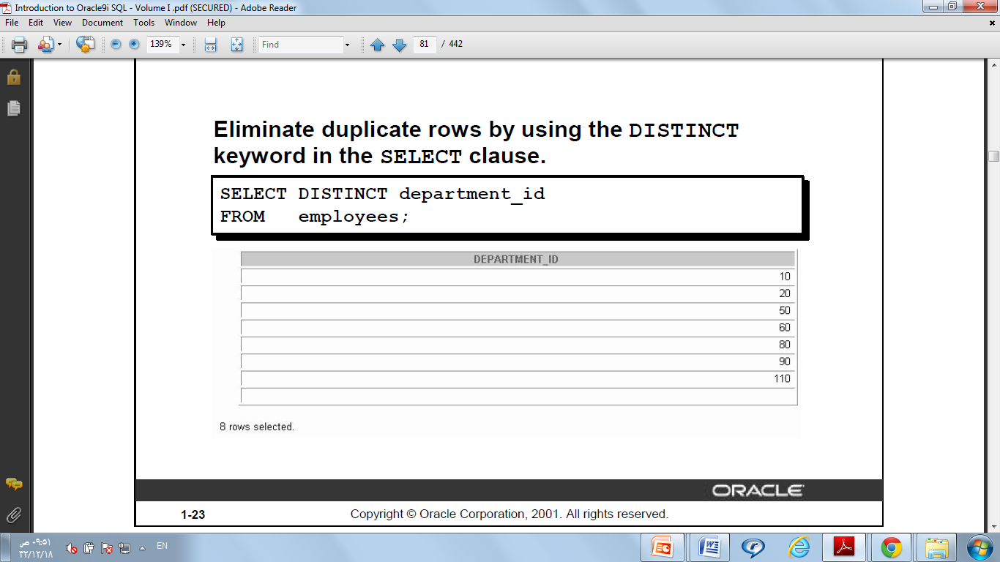 Introduction to Oracle9i SQL - Volume I .pdf (SECURED) - Adobe Reader
File Edit View Document Tools Window Help
139% Find 81 / 442
Eliminate duplicate rows by using the DISTINCT
keyword in the SELECT clause.
SELECT DISTINCT department_id
FROM employees;
DEPARTMENT_ID
10
20
50
60
80
90
110
8 rows selected.
ORACLE
1-23 Copyright © Oracle Corporation, 2001. All rights reserved.
٠٩:٥١ ص
EN
٣٢/١٢/١٨